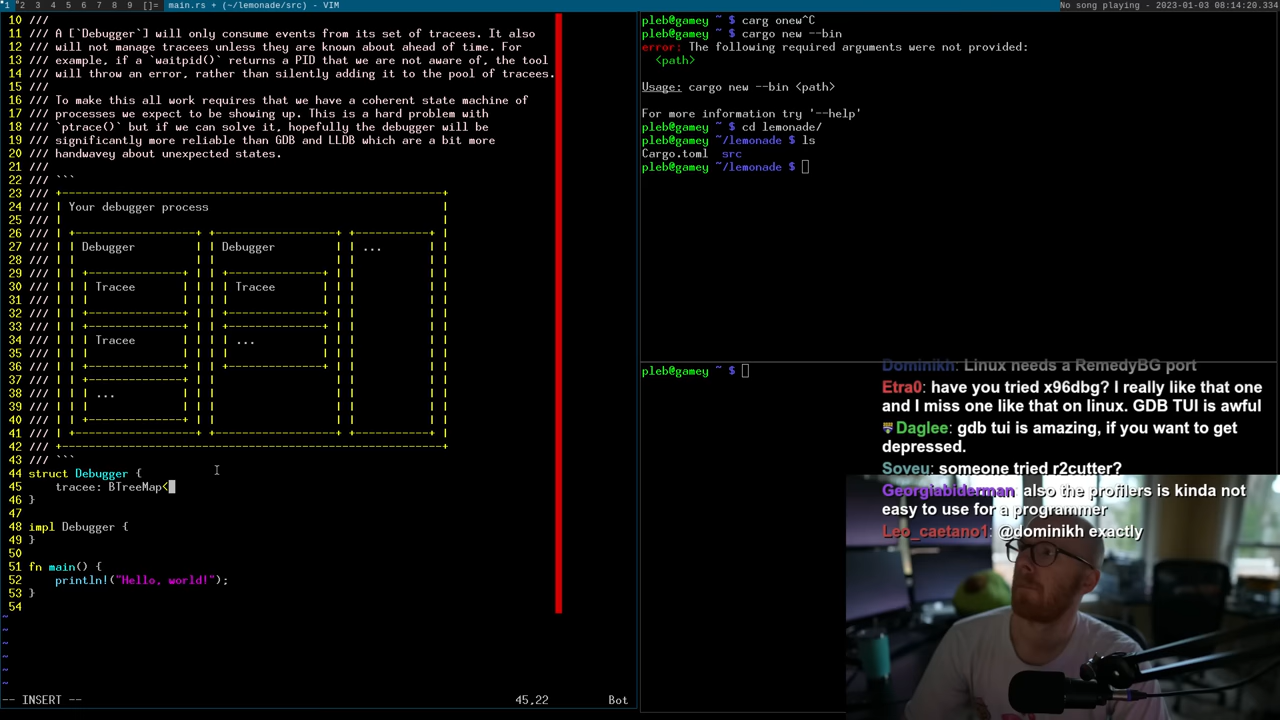 1 2 3 4 5 6 7 8 9 []= main.rs + (~/lemonade/src) - VIM
No song playing - 2023-01-03 08:14:20.334
10 ///
11 /// A [`Debugger`] will only consume events from its set of tracees. It also
12 /// will not manage tracees unless they are known about ahead of time. For
13 /// example, if a `waitpid()` returns a PID that we are not aware of, the tool
14 /// will throw an error, rather than silently adding it to the pool of tracees.
15 ///
16 /// To make this all work requires that we have a coherent state machine of
17 /// processes we expect to be showing up. This is a hard problem with
18 /// `ptrace()` but if we can solve it, hopefully the debugger will be
19 /// significantly more reliable than GDB and LLDB which are a bit more
20 /// handwavey about unexpected states.
21 ///
22 /// ```
23 /// +---------------------------------------------------------+
24 /// | Your debugger process                                   |
25 /// |                                                         |
26 /// | +------------------+ +------------------+ +-----------+ |
27 /// | | Debugger         | | Debugger         | | ...       | |
28 /// | |                  | |                  | |           | |
29 /// | | +--------------+ | | +--------------+ | |           | |
30 /// | | | Tracee       | | | | Tracee       | | |           | |
31 /// | | |              | | | |              | | |           | |
32 /// | | +--------------+ | | +--------------+ | |           | |
33 /// | | +--------------+ | | +--------------+ | |           | |
34 /// | | | Tracee       | | | | ...          | | |           | |
35 /// | | |              | | | |              | | |           | |
36 /// | | +--------------+ | | +--------------+ | |           | |
37 /// | | +--------------+ | |                  | |           | |
38 /// | | | ...          | | |                  | |           | |
39 /// | | |              | | |                  | |           | |
40 /// | | +--------------+ | |                  | |           | |
41 /// | +------------------+ +------------------+ +-----------+ |
42 /// +---------------------------------------------------------+
43 /// ```
44 struct Debugger {
45     tracee: BTreeMap<
46 }
47
48 impl Debugger {
49 }
50
51 fn main() {
52     println!("Hello, world!");
53 }
54
~
~
~
~
~
~
-- INSERT --
45,22
Bot
pleb@gamey ~ $ carg onew^C
pleb@gamey ~ $ cargo new --bin
error: The following required arguments were not provided:
  <path>
Usage: cargo new --bin <path>
For more information try '--help'
pleb@gamey ~ $ cd lemonade/
pleb@gamey ~/lemonade $ ls
Cargo.toml  src
pleb@gamey ~/lemonade $
pleb@gamey ~ $
Dominikh: Linux needs a RemedyBG port
Etra0: have you tried x96dbg? I really like that one
and I miss one like that on linux. GDB TUI is awful
Daglee: gdb tui is amazing, if you want to get
depressed.
Soveu: someone tried r2cutter?
Georgiabiderman: also the profilers is kinda not
easy to use for a programmer
Leo_caetano1: @dominikh exactly